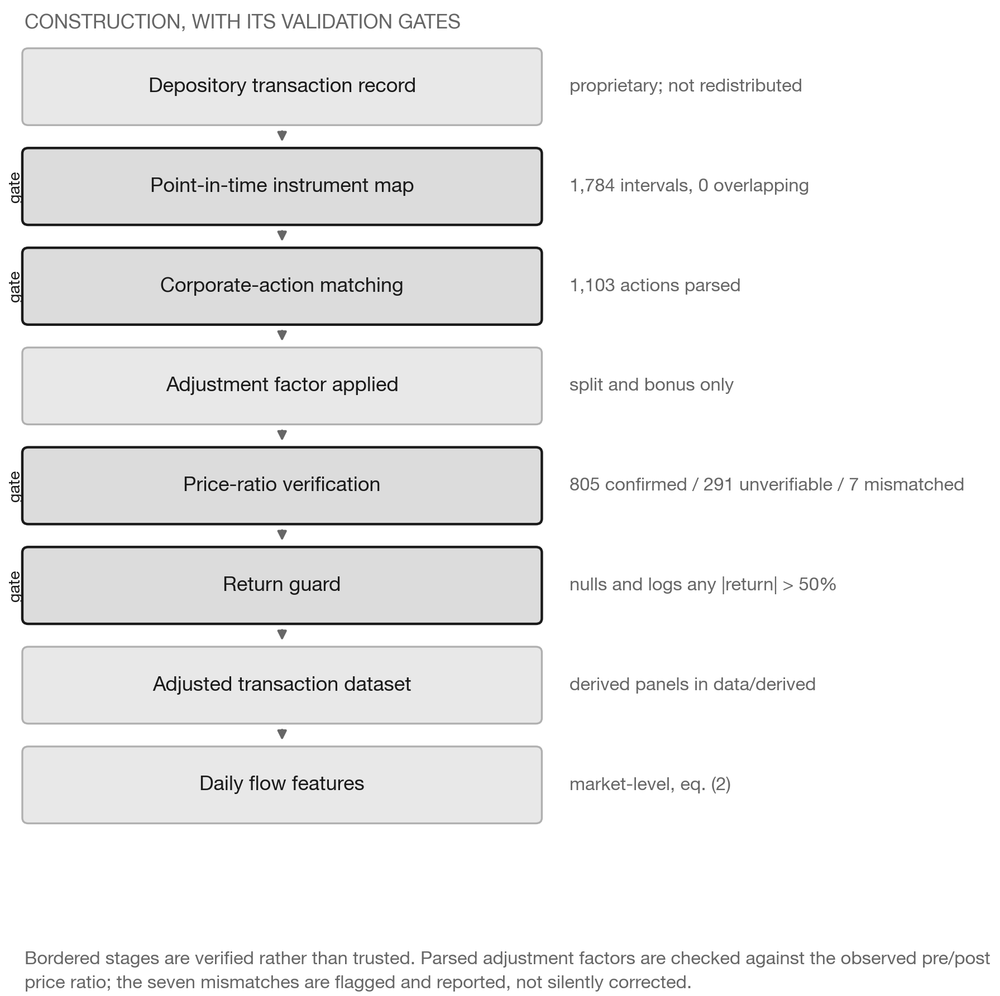 CONSTRUCTION, WITH ITS VALIDATION GATES
Depository transaction record
proprietary; not redistributed
gate
Point-in-time instrument map
1,784 intervals, 0 overlapping
gate
Corporate-action matching
1,103 actions parsed
Adjustment factor applied
split and bonus only
gate
Price-ratio verification
805 confirmed / 291 unverifiable / 7 mismatched
gate
Return guard
nulls and logs any |return| > 50%
Adjusted transaction dataset
derived panels in data/derived
Daily flow features
market-level, eq. (2)
Bordered stages are verified rather than trusted. Parsed adjustment factors are checked against the observed pre/post
price ratio; the seven mismatches are flagged and reported, not silently corrected.